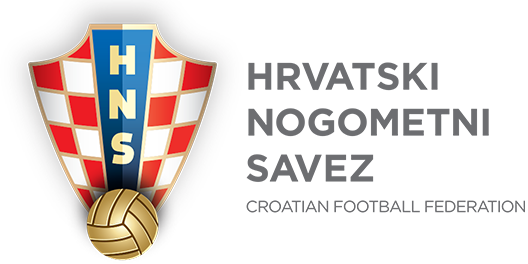 HNS
HRVATSKI
NOGOMETNI
SAVEZ
CROATIAN FOOTBALL FEDERATION